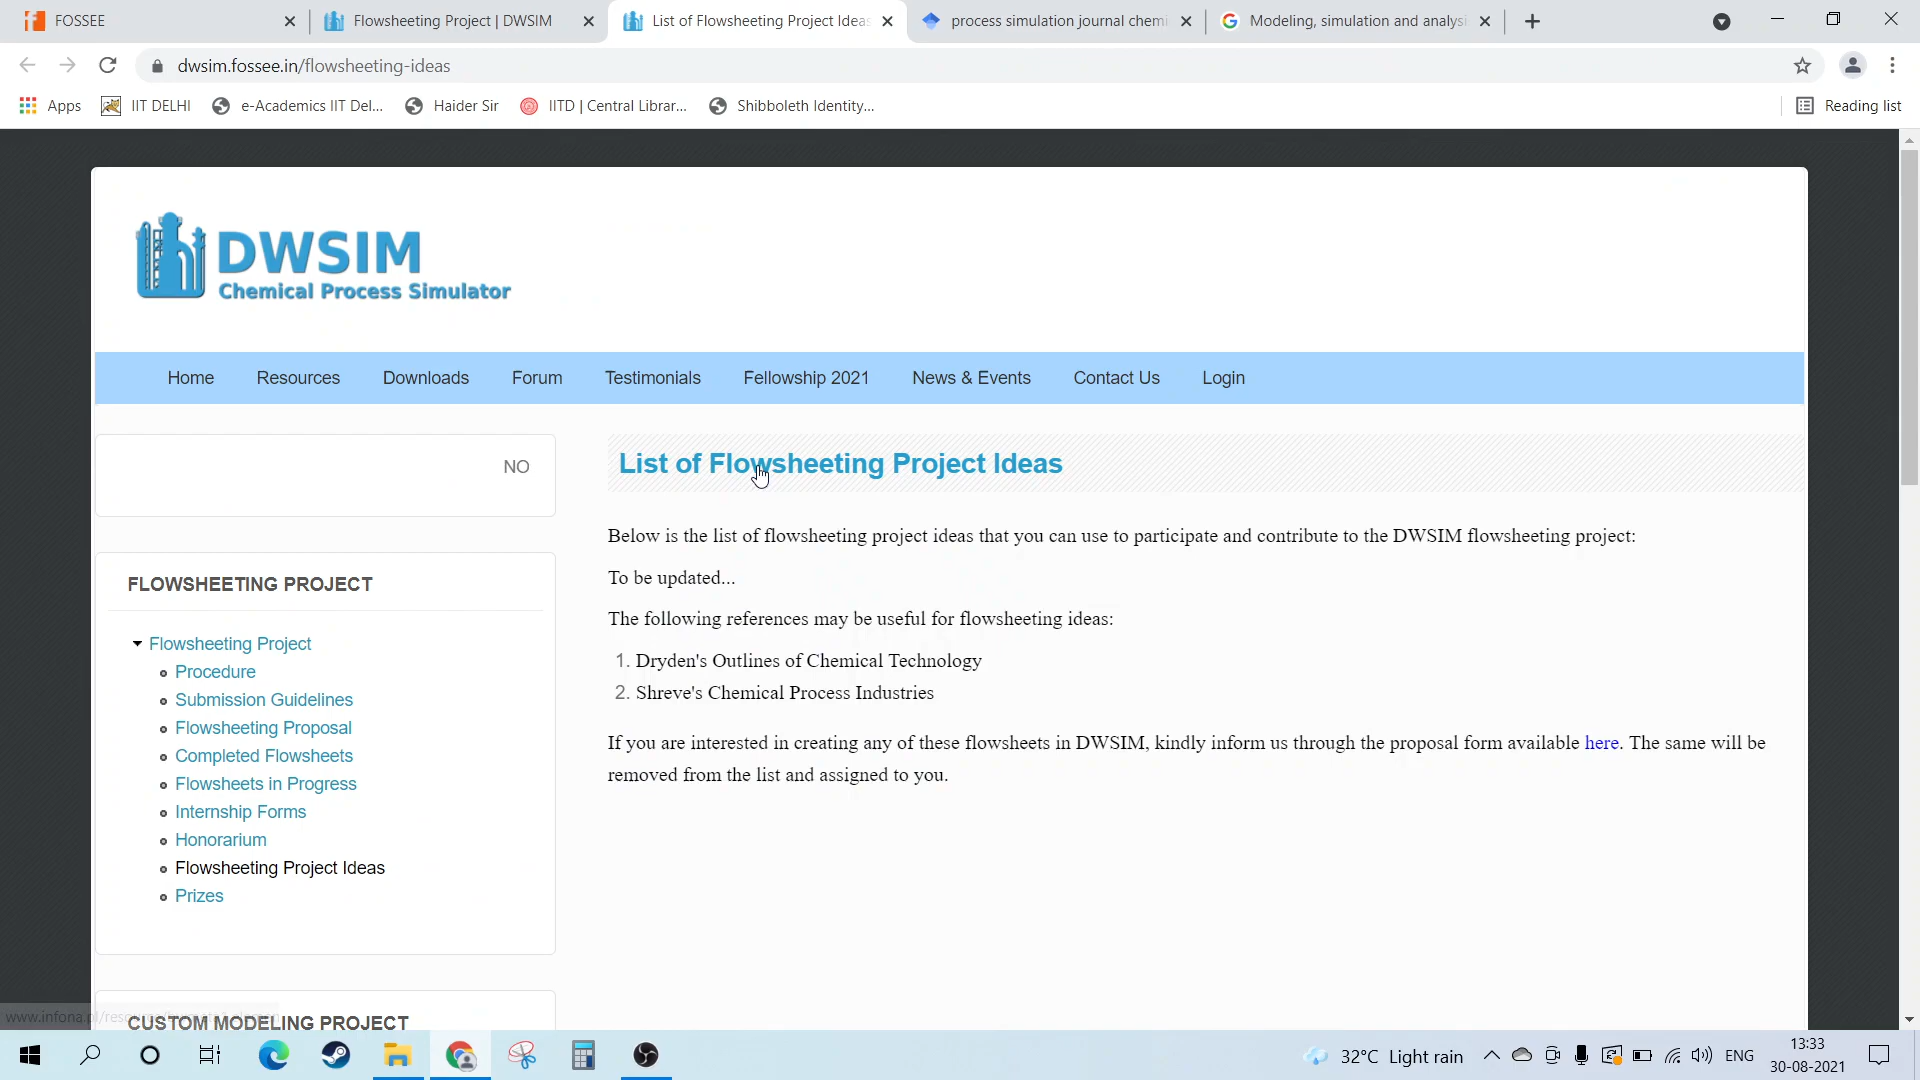 FOSSEE
Flowsheeting Project | DWSIM
List of Flowsheeting Project Ideas
process simulation journal chemi
Modeling, simulation and analysi
dwsim.fossee.in/flowsheeting-ideas
Apps
IIT DELHI
e-Academics IIT Del...
Haider Sir
IITD | Central Librar...
Shibboleth Identity...
Reading list
DWSIM
Chemical Process Simulator
Home
Resources
Downloads
Forum
Testimonials
Fellowship 2021
News & Events
Contact Us
Login
NO
FLOWSHEETING PROJECT
Flowsheeting Project
Procedure
Submission Guidelines
Flowsheeting Proposal
Completed Flowsheets
Flowsheets in Progress
Internship Forms
Honorarium
Flowsheeting Project Ideas
Prizes
CUSTOM MODELING PROJECT
List of Flowsheeting Project Ideas
Below is the list of flowsheeting project ideas that you can use to participate and contribute to the DWSIM flowsheeting project:
To be updated...
The following references may be useful for flowsheeting ideas:
1. Dryden's Outlines of Chemical Technology
2. Shreve's Chemical Process Industries
If you are interested in creating any of these flowsheets in DWSIM, kindly inform us through the proposal form available here. The same will be
removed from the list and assigned to you.
32°C Light rain
ENG
13:33
30-08-2021